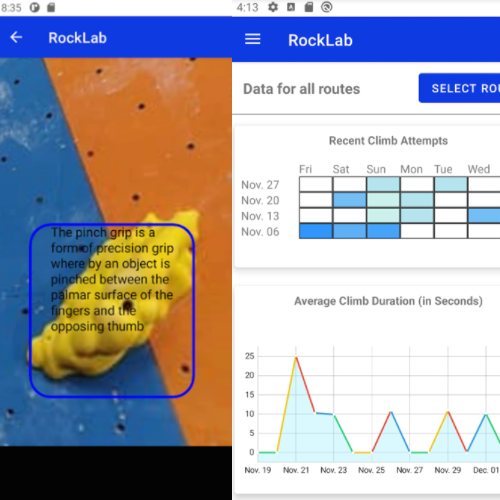 8:35
RockLab
The pinch grip is a
form of precision grip
where by an object is
pinched between the
palmar surface of the
fingers and the
opposing thumb
4:13
RockLab
Data for all routes
SELECT ROU
Recent Climb Attempts
Fri Sat Sun Mon Tue Wed
Nov. 27
Nov. 20
Nov. 13
Nov. 06
Average Climb Duration (in Seconds)
25
20
15
10
5
0
Nov. 19 Nov. 21 Nov. 23 Nov. 25 Nov. 27 Nov. 29 Dec. 01